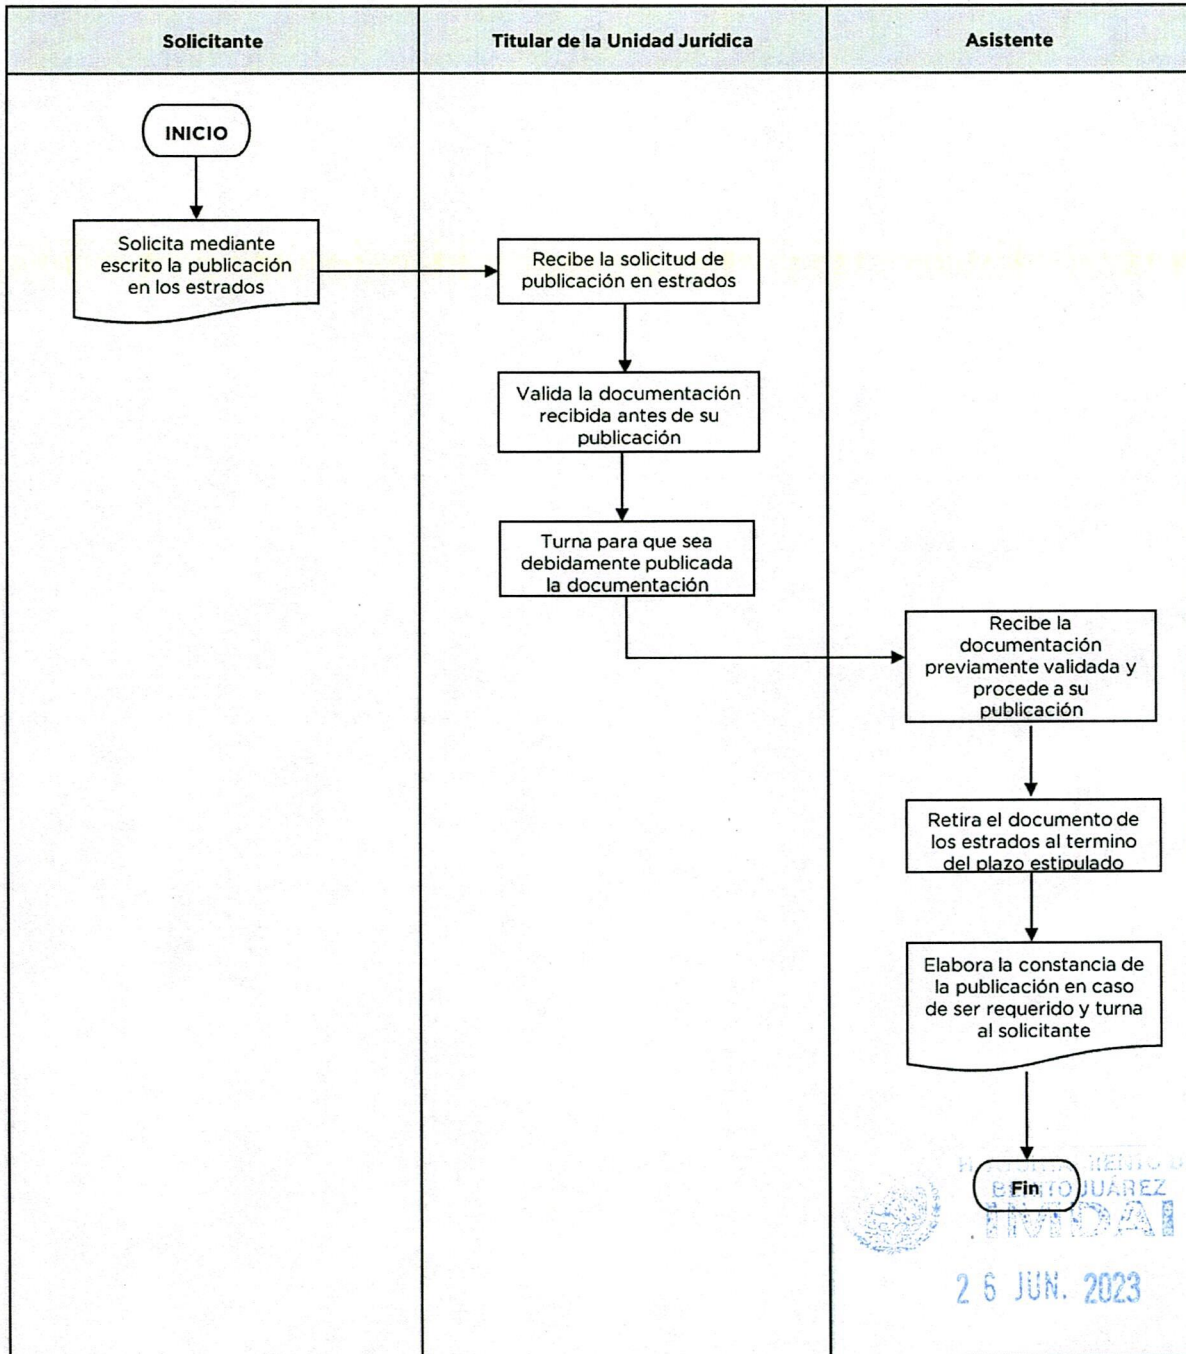 Solicitante
Titular de la Unidad Jurídica
Asistente
INICIO
Solicita mediante
escrito la publicación
en los estrados
Recibe la solicitud de
publicación en estrados
Valida la documentación
recibida antes de su
publicación
Turna para que sea
debidamente publicada
la documentación
Recibe la
documentación
previamente validada y
procede a su
publicación
Retira el documento de
los estrados al termino
del plazo estipulado
Elabora la constancia de
la publicación en caso
de ser requerido y turna
al solicitante
Fin
JUÁREZ
IMDAI
26 JUN. 2023